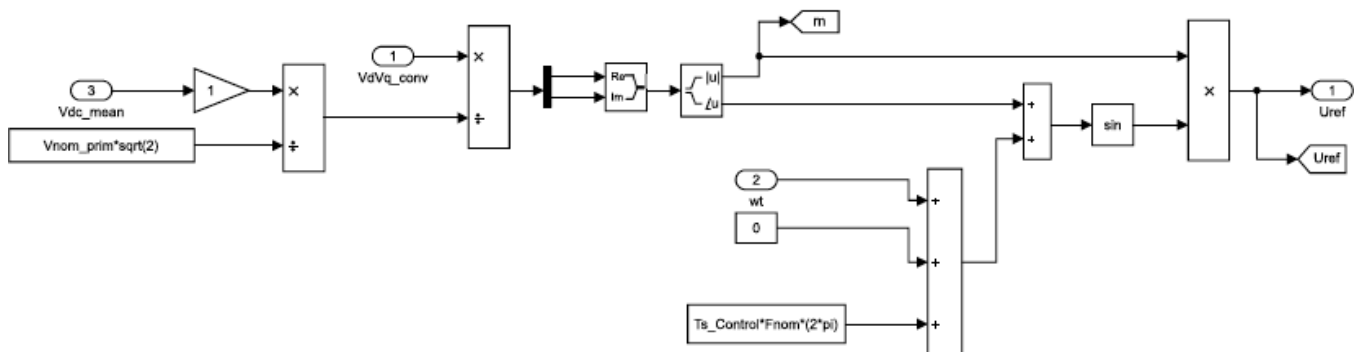 3
Vdc_mean
1
×
÷
Vnom_prim*sqrt(2)
1
VdVq_conv
×
÷
Re
Im
|u|
∠u
m
2
wt
0
Ts_Control*Fnom*(2*pi)
+
+
+
+
+
sin
×
1
Uref
Uref